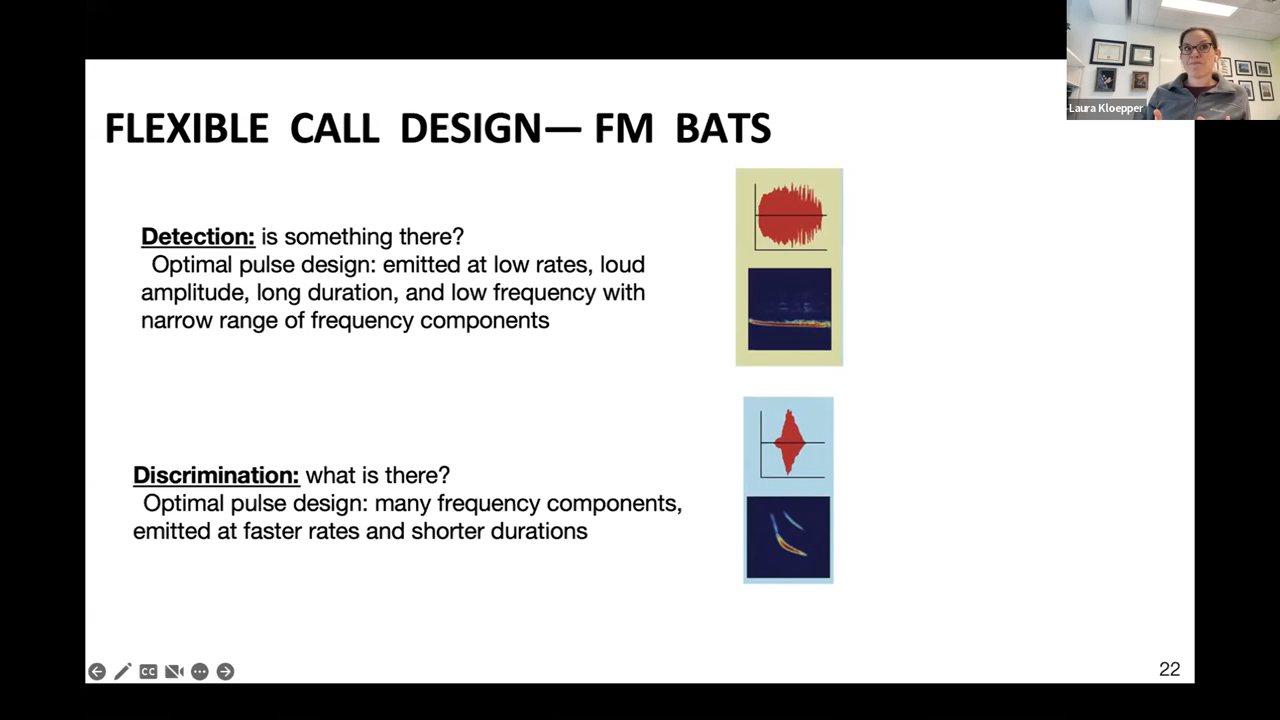 Laura Kloepper
FLEXIBLE CALL DESIGN— FM BATS
Detection: is something there?
Optimal pulse design: emitted at low rates, loud
amplitude, long duration, and low frequency with
narrow range of frequency components
Discrimination: what is there?
Optimal pulse design: many frequency components,
emitted at faster rates and shorter durations
CC
22